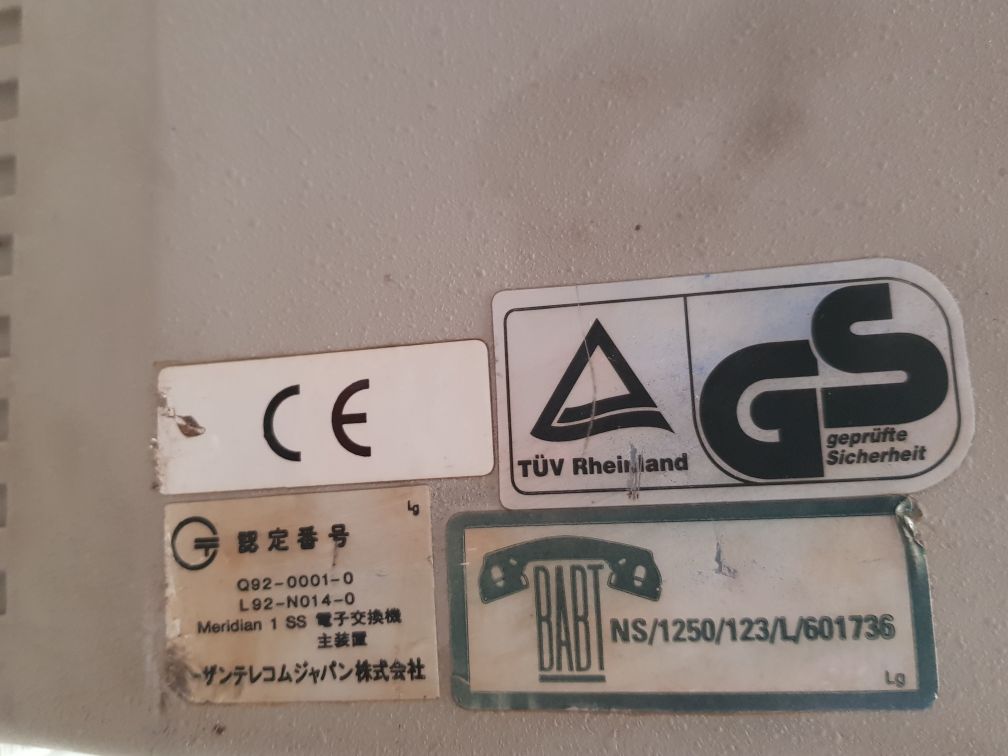 CE
TÜV Rheinland
GS
geprüfte
Sicherheit
Lg
認定番号
Q92-0001-0
L92-N014-0
Meridian 1 SS 電子交換機
主装置
ーザンテレコムジャパン株式会社
BABT
NS/1250/123/L/601736
Lg